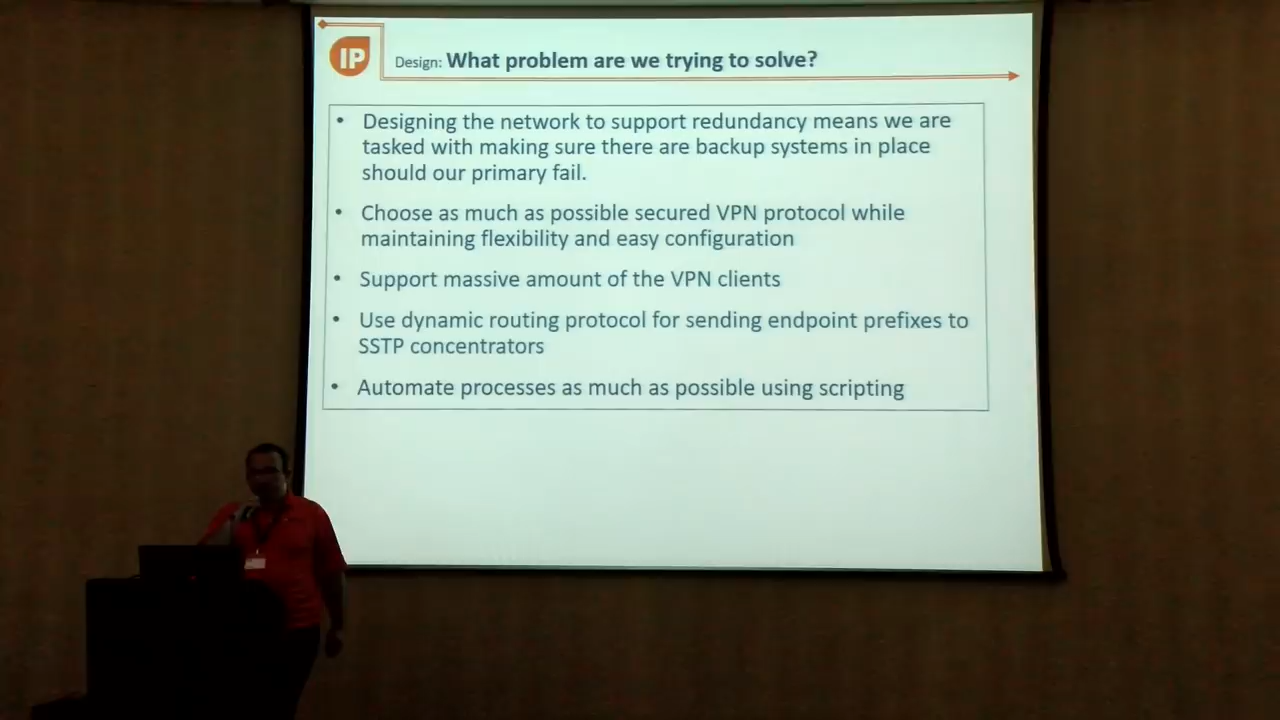 IP
Design: What problem are we trying to solve?
• Designing the network to support redundancy means we are
tasked with making sure there are backup systems in place
should our primary fail.
• Choose as much as possible secured VPN protocol while
maintaining flexibility and easy configuration
• Support massive amount of the VPN clients
• Use dynamic routing protocol for sending endpoint prefixes to
SSTP concentrators
• Automate processes as much as possible using scripting